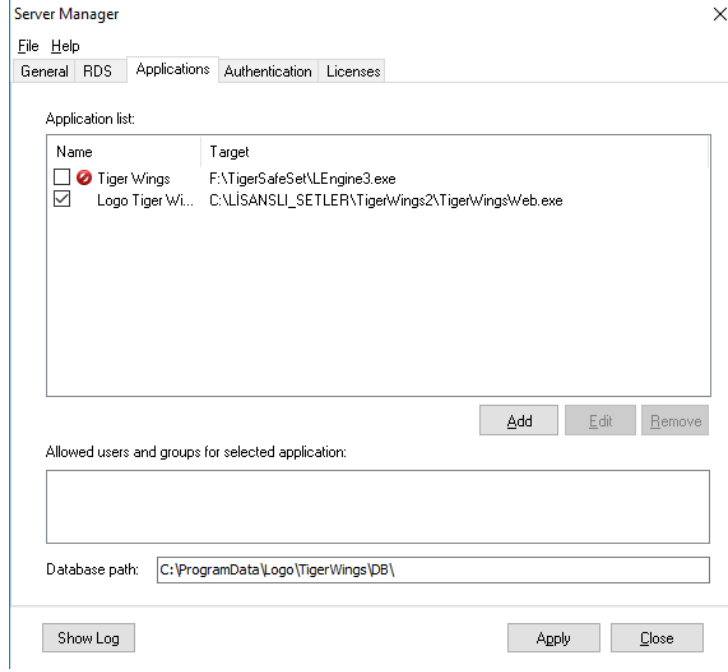 Server Manager
File Help
General RDS Applications Authentication Licenses
Application list:
Name Target
Tiger Wings F:\TigerSafeSet\LEngine3.exe
Logo Tiger Wi... C:\LİSANSLI_SETLER\TigerWings2\TigerWingsWeb.exe
Add Edit Remove
Allowed users and groups for selected application:
Database path: C:\ProgramData\Logo\TigerWings\DB\
Show Log Apply Close